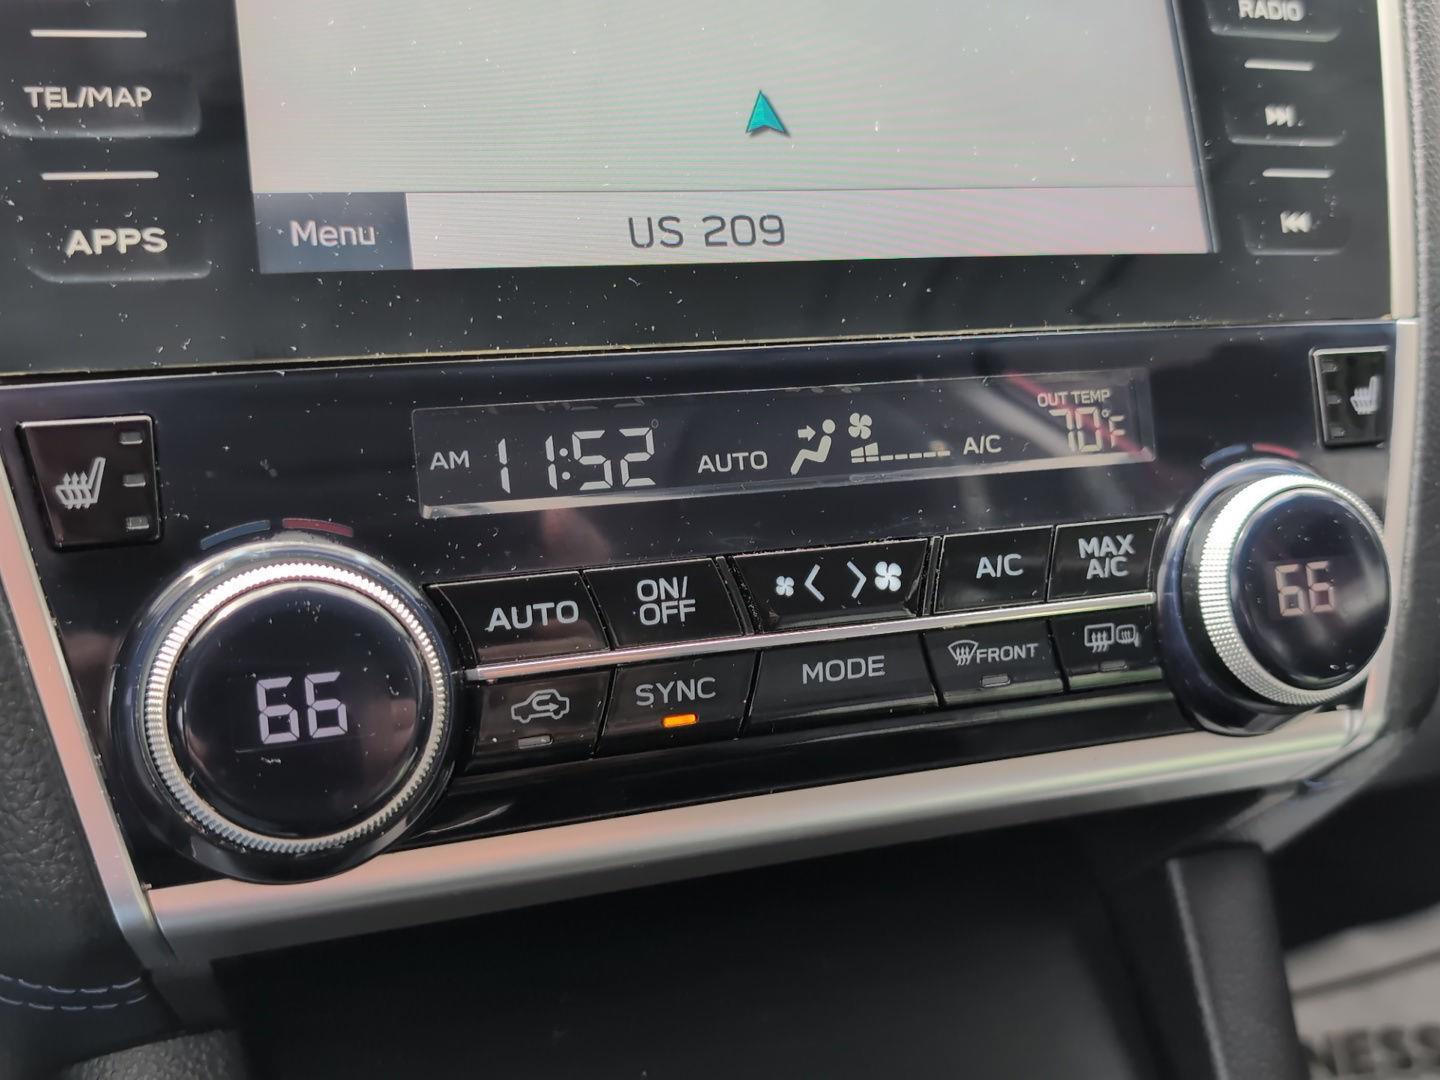 RADIO
TEL/MAP
APPS
Menu
US 209
AM 11:52
AUTO
A/C
OUT TEMP
70°F
AUTO
ON/
OFF
A/C
MAX
A/C
66
SYNC
MODE
FRONT
66
NESS